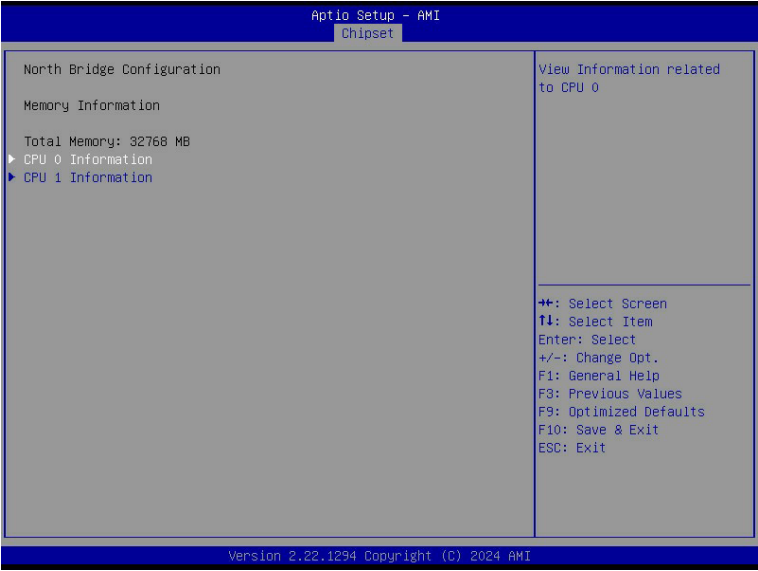 Aptio Setup – AMI
Chipset
North Bridge Configuration
Memory Information
Total Memory: 32768 MB
CPU 0 Information
CPU 1 Information
View Information related
to CPU 0
→←: Select Screen
↑↓: Select Item
Enter: Select
+/-: Change Opt.
F1: General Help
F3: Previous Values
F9: Optimized Defaults
F10: Save & Exit
ESC: Exit
Version 2.22.1294 Copyright (C) 2024 AMI